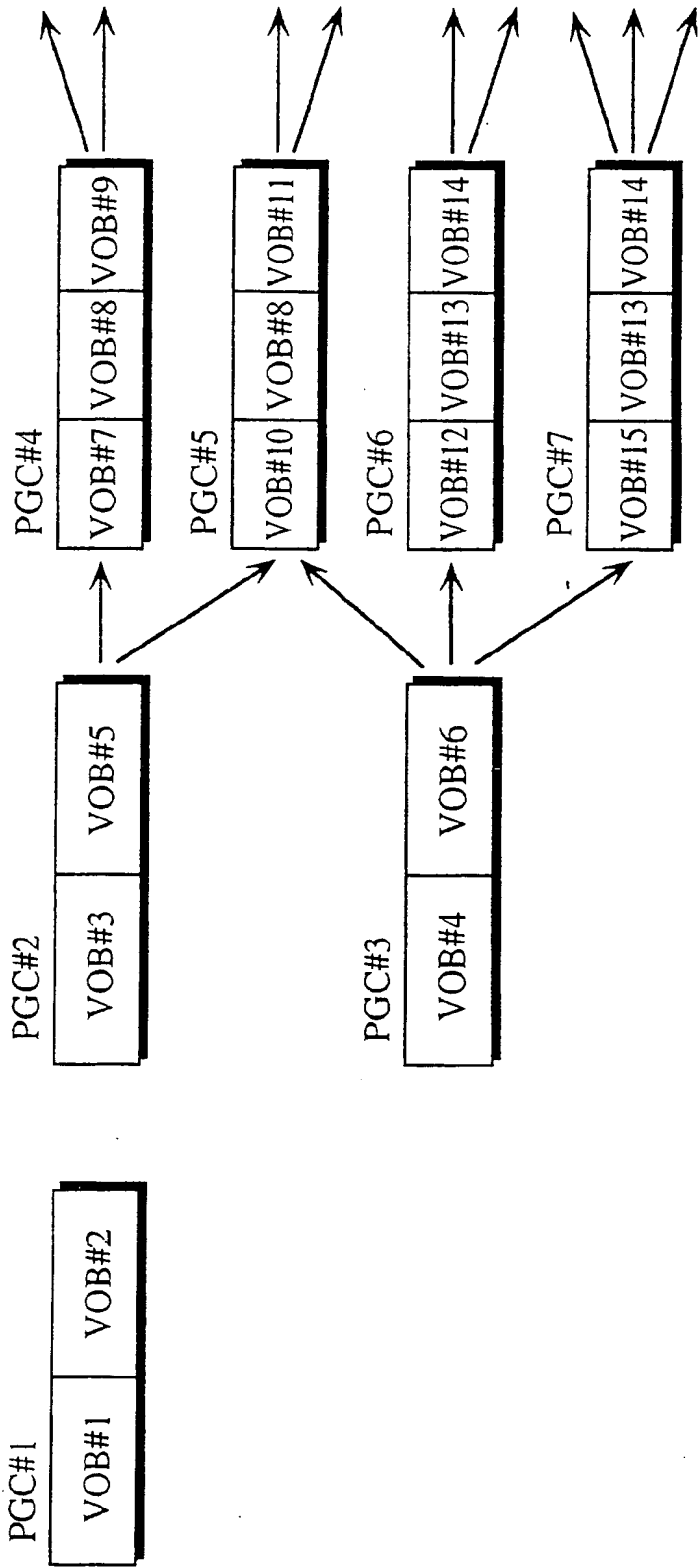 PGC#1
VOB#1 VOB#2
PGC#2
VOB#3 VOB#5
PGC#3
VOB#4 VOB#6
PGC#4
VOB#7 VOB#8 VOB#9
PGC#5
VOB#10 VOB#8 VOB#11
PGC#6
VOB#12 VOB#13 VOB#14
PGC#7
VOB#15 VOB#13 VOB#14